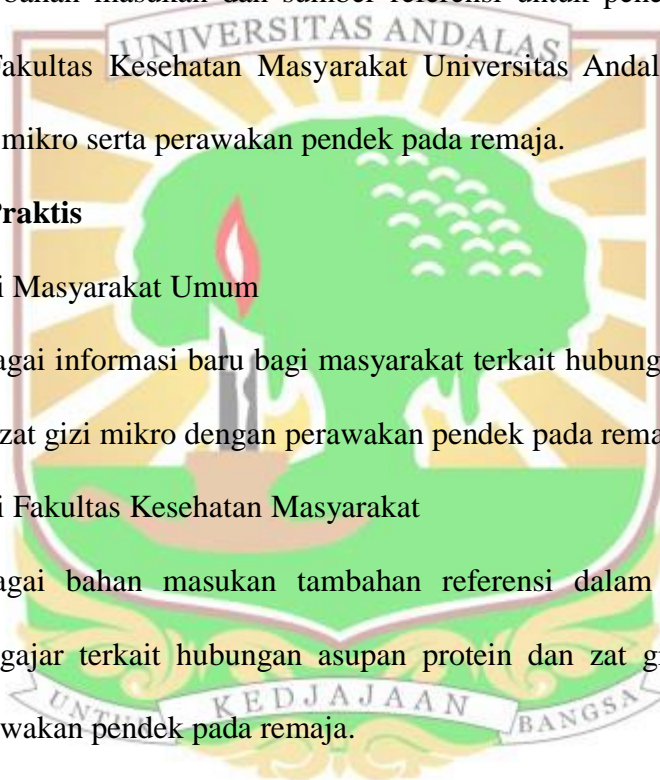 bahan masukan dan sumber referensi untuk
UNIVERSITAS ANDALAS
Fakultas Kesehatan Masyarakat Universitas Andal
mikro serta perawakan pendek pada remaja.
Praktis
i Masyarakat Umum
agai informasi baru bagi masyarakat terkait hubung
zat gizi mikro dengan perawakan pendek pada rema
i Fakultas Kesehatan Masyarakat
agai bahan masukan tambahan referensi dalam
gajar terkait hubungan asupan protein dan zat gi
UNTUK KEDJAJAAN BANGSA
awakan pendek pada remaja.